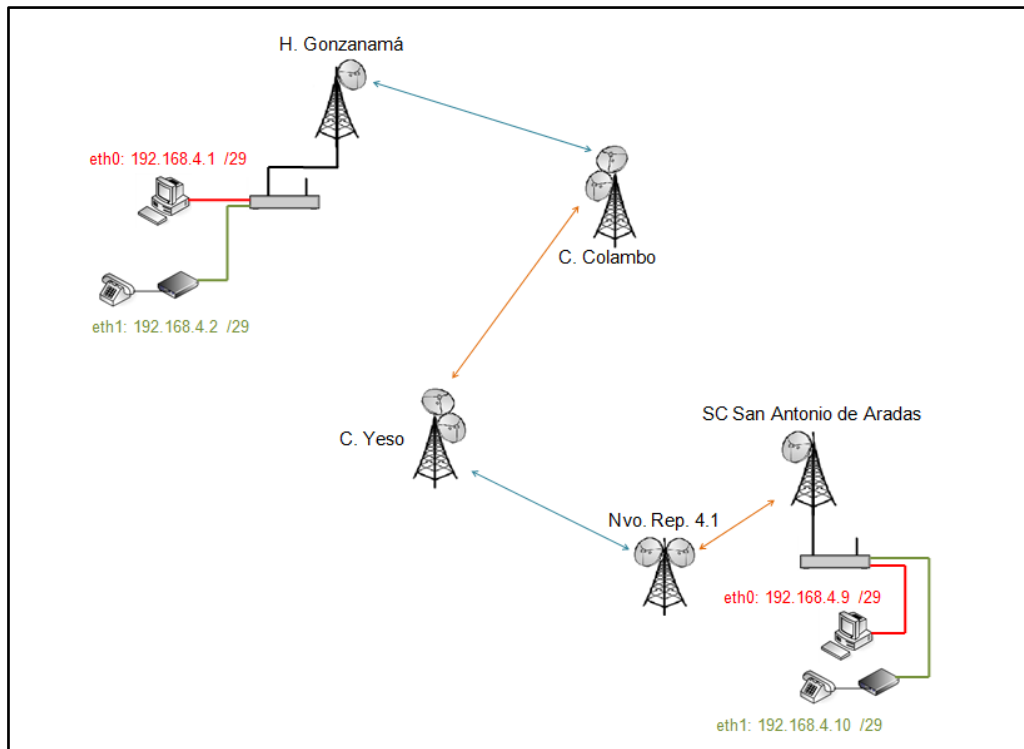 H. Gonzanamá
eth0: 192.168.4.1 /29
C. Colambo
eth1: 192.168.4.2 /29
SC San Antonio de Aradas
C. Yeso
Nvo. Rep. 4.1
eth0: 192.168.4.9 /29
eth1: 192.168.4.10 /29